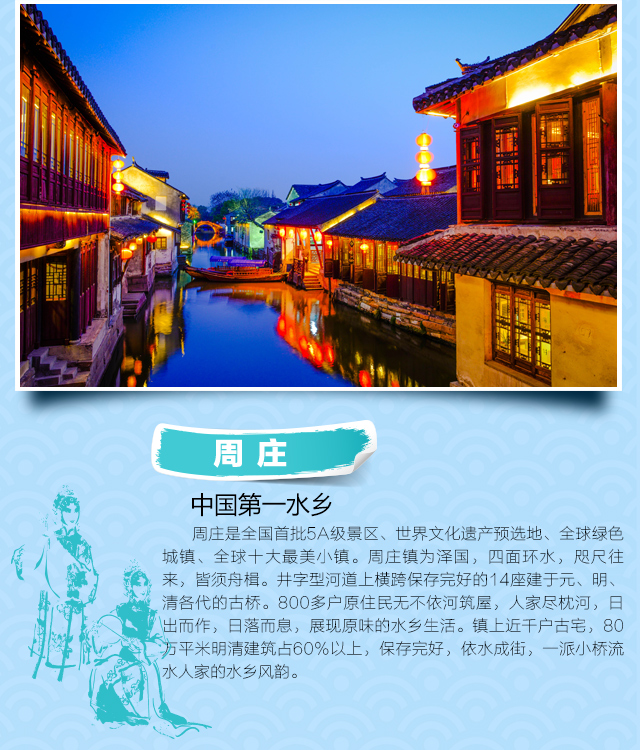 周庄
中国第一水乡
周庄是全国首批5A级景区、世界文化遗产预选地、全球绿色
城镇、全球十大最美小镇。周庄镇为泽国，四面环水，咫尺往
来，皆须舟楫。井字型河道上横跨保存完好的14座建于元、明、
清各代的古桥。800多户原住民无不依河筑屋，人家尽枕河，日
出而作，日落而息，展现原味的水乡生活。镇上近千户古宅，80
万平米明清建筑占60%以上，保存完好，依水成街，一派小桥流
水人家的水乡风韵。